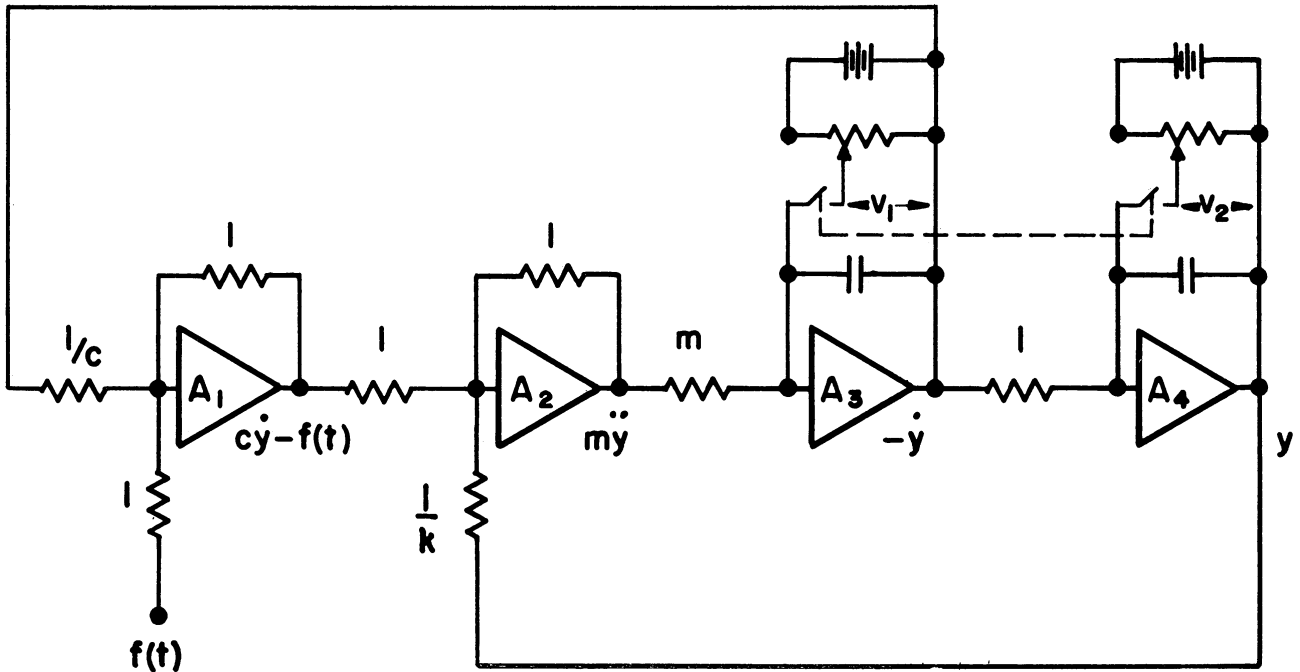 V₁
V₂
1
1
1/c
1
m
1
A₁
A₂
A₃
A₄
cẏ – f(t)
mÿ
–ẏ
y
1
1/k
f(t)